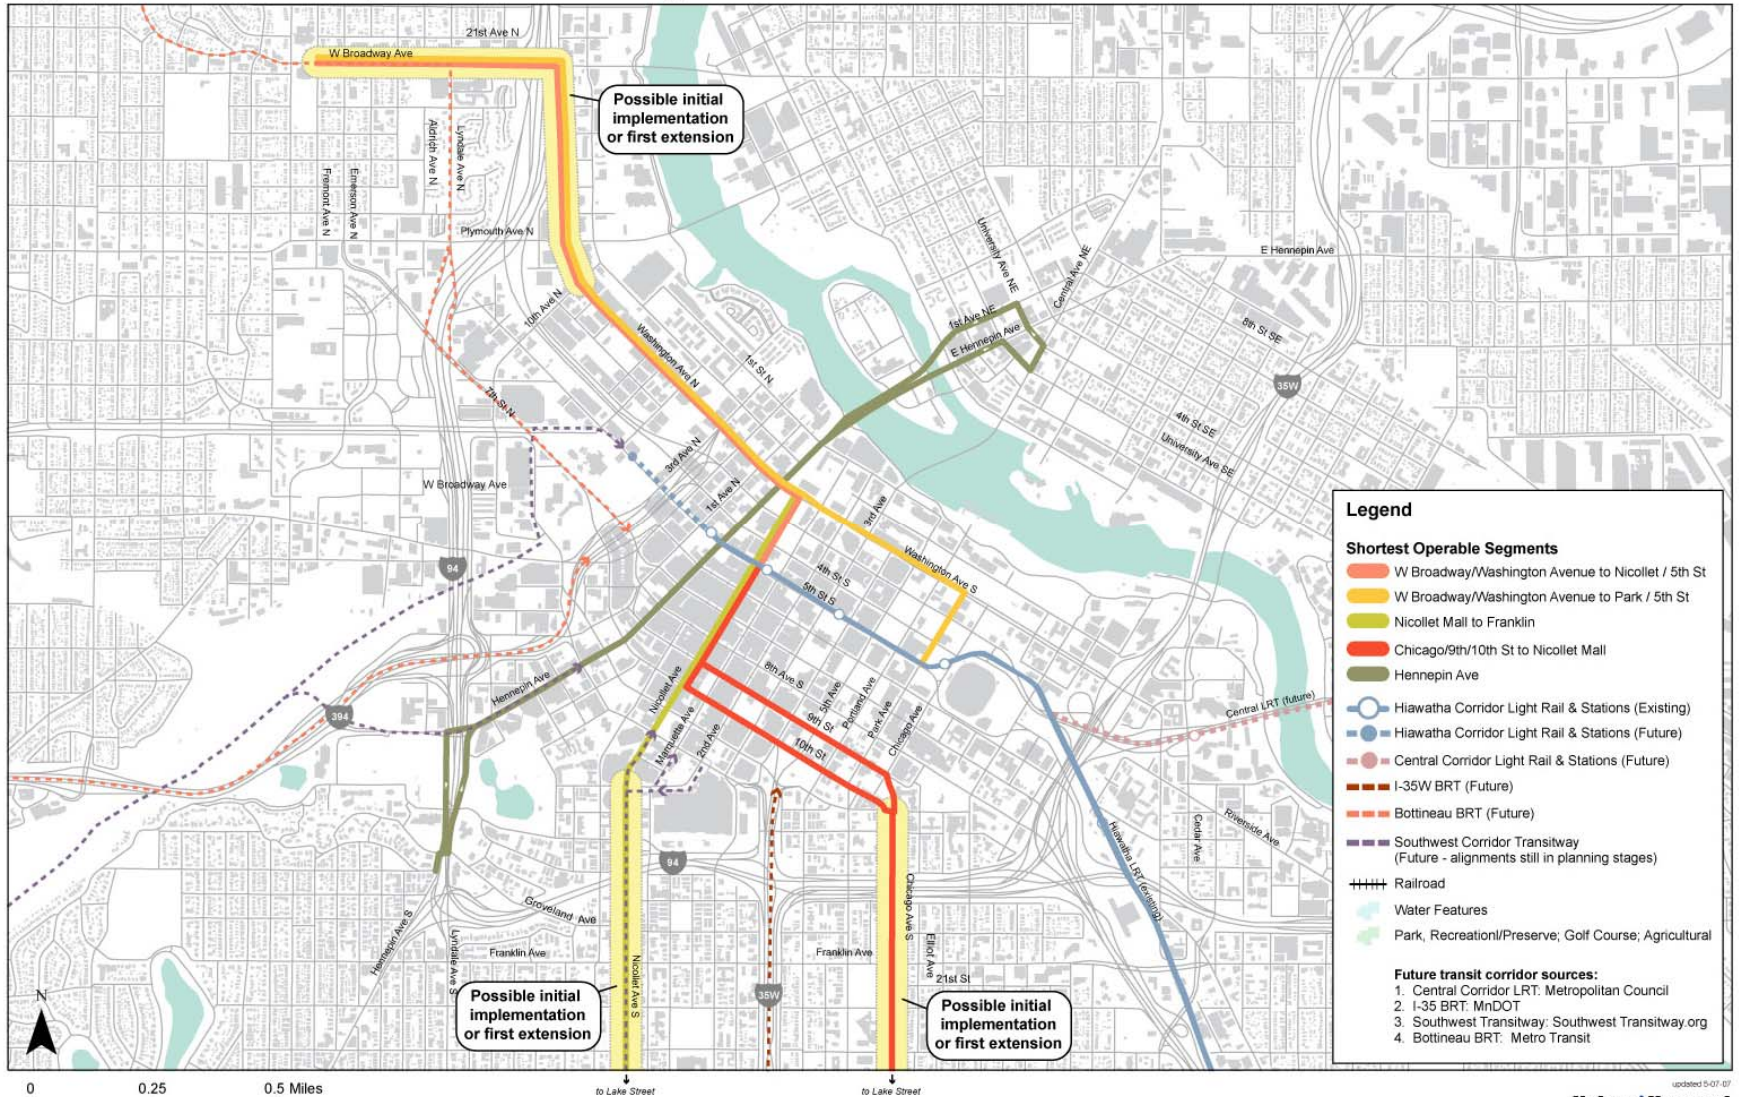 21st Ave N
W Broadway Ave
Possible initial
implementation
or first extension
Aldrich Ave N
Lyndale Ave N
Fremont Ave N
Emerson Ave N
Plymouth Ave N
10th Ave N
Washington Ave N
1st St N
7th St N
3rd Ave N
1st Ave N
W Broadway Ave
University Ave NE
Central Ave NE
1st Ave NE
E Hennepin Ave
E Hennepin Ave
8th St SE
35W
4th St SE
University Ave SE
3rd Ave
Washington Ave S
4th St S
5th St S
94
394
Hennepin Ave
Nicollet Ave
Marquette Ave
2nd Ave
8th Ave S
5th Ave
Portland Ave
Park Ave
Chicago Ave
9th St
10th St
Central LRT (future)
Hiawatha LRT (existing)
Cedar Ave
Riverside Ave
94
Groveland Ave
Hennepin Ave S
Lyndale Ave S
Franklin Ave
Nicollet Ave S
Franklin Ave
Chicago Ave S
Elliot Ave
21st St
35W
Possible initial
implementation
or first extension
Possible initial
implementation
or first extension
Legend
Shortest Operable Segments
W Broadway/Washington Avenue to Nicollet / 5th St
W Broadway/Washington Avenue to Park / 5th St
Nicollet Mall to Franklin
Chicago/9th/10th St to Nicollet Mall
Hennepin Ave
Hiawatha Corridor Light Rail & Stations (Existing)
Hiawatha Corridor Light Rail & Stations (Future)
Central Corridor Light Rail & Stations (Future)
I-35W BRT (Future)
Bottineau BRT (Future)
Southwest Corridor Transitway
(Future - alignments still in planning stages)
Railroad
Water Features
Park, Recreationl/Preserve; Golf Course; Agricultural
Future transit corridor sources:
1. Central Corridor LRT: Metropolitan Council
2. I-35 BRT: MnDOT
3. Southwest Transitway: Southwest Transitway.org
4. Bottineau BRT: Metro Transit
N
0 0.25 0.5 Miles
to Lake Street
to Lake Street
updated 5-07-07